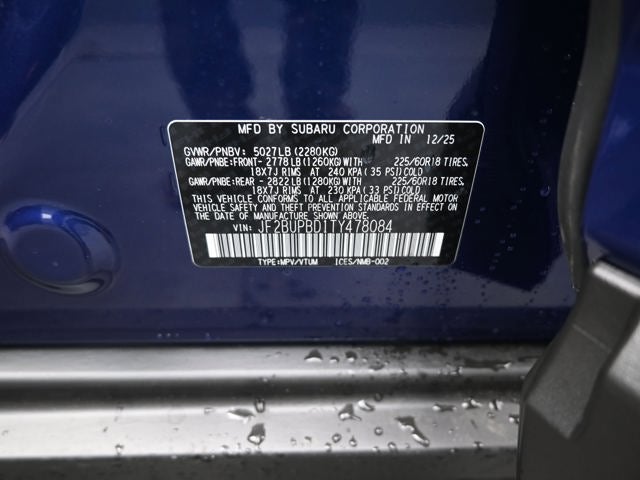 MFD BY SUBARU CORPORATION
MFD IN 12/25
GVWR/PNBV: 5027LB(2280KG)
GAWR/PNBE:FRONT- 2778LB(1260KG)WITH 225/60R18 TIRES,
18X7J RIMS AT 240 KPA(35 PSI)COLD
GAWR/PNBE:REAR - 2822LB(1280KG)WITH 225/60R18 TIRES,
18X7J RIMS AT 230 KPA(33 PSI)COLD
THIS VEHICLE CONFORMS TO ALL APPLICABLE FEDERAL
MOTOR VEHICLE SAFETY AND THEFT PREVENTION STANDARDS IN
EFFECT ON THE DATE OF MANUFACTURE SHOWN ABOVE.
VIN: JF2BUPBD1TY478084
TYPE:MPV/VTUM ICES/NMB-002